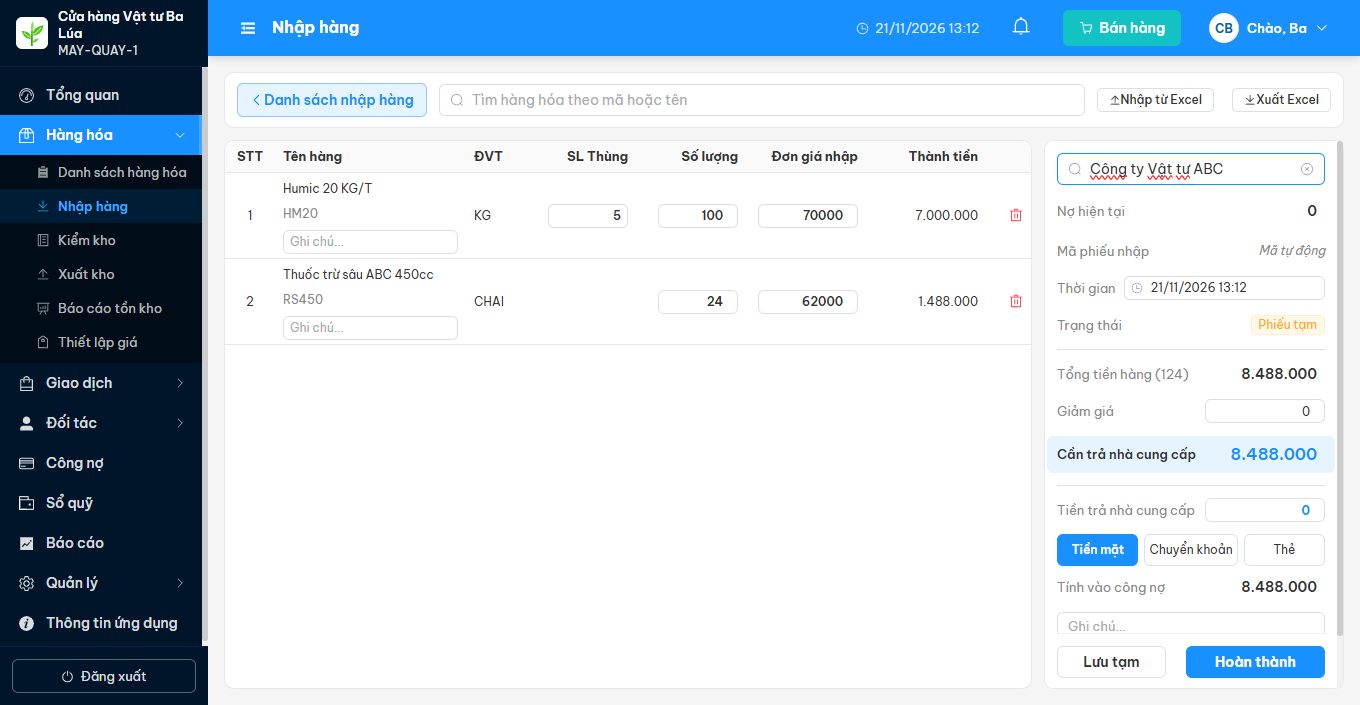 Cửa hàng Vật tư Ba
Lúa
MAY-QUAY-1
Tổng quan
Hàng hóa
Danh sách hàng hóa
Nhập hàng
Kiểm kho
Xuất kho
Báo cáo tồn kho
Thiết lập giá
Giao dịch
Đối tác
Công nợ
Sổ quỹ
Báo cáo
Quản lý
Thông tin ứng dụng
Đăng xuất
Nhập hàng
21/11/2026 13:12
Bán hàng
CB Chào, Ba
Danh sách nhập hàng
Tìm hàng hóa theo mã hoặc tên
Nhập từ Excel
Xuất Excel
STT Tên hàng ĐVT SL Thùng Số lượng Đơn giá nhập Thành tiền
Humic 20 KG/T
1 HM20 KG 5 100 70000 7.000.000
Ghi chú...
Thuốc trừ sâu ABC 450cc
2 RS450 CHAI 24 62000 1.488.000
Ghi chú...
Công ty Vật tư ABC
Nợ hiện tại 0
Mã phiếu nhập Mã tự động
Thời gian 21/11/2026 13:12
Trạng thái Phiếu tạm
Tổng tiền hàng (124) 8.488.000
Giảm giá 0
Cần trả nhà cung cấp 8.488.000
Tiền trả nhà cung cấp 0
Tiền mặt Chuyển khoản Thẻ
Tính vào công nợ 8.488.000
Ghi chú...
Lưu tạm Hoàn thành